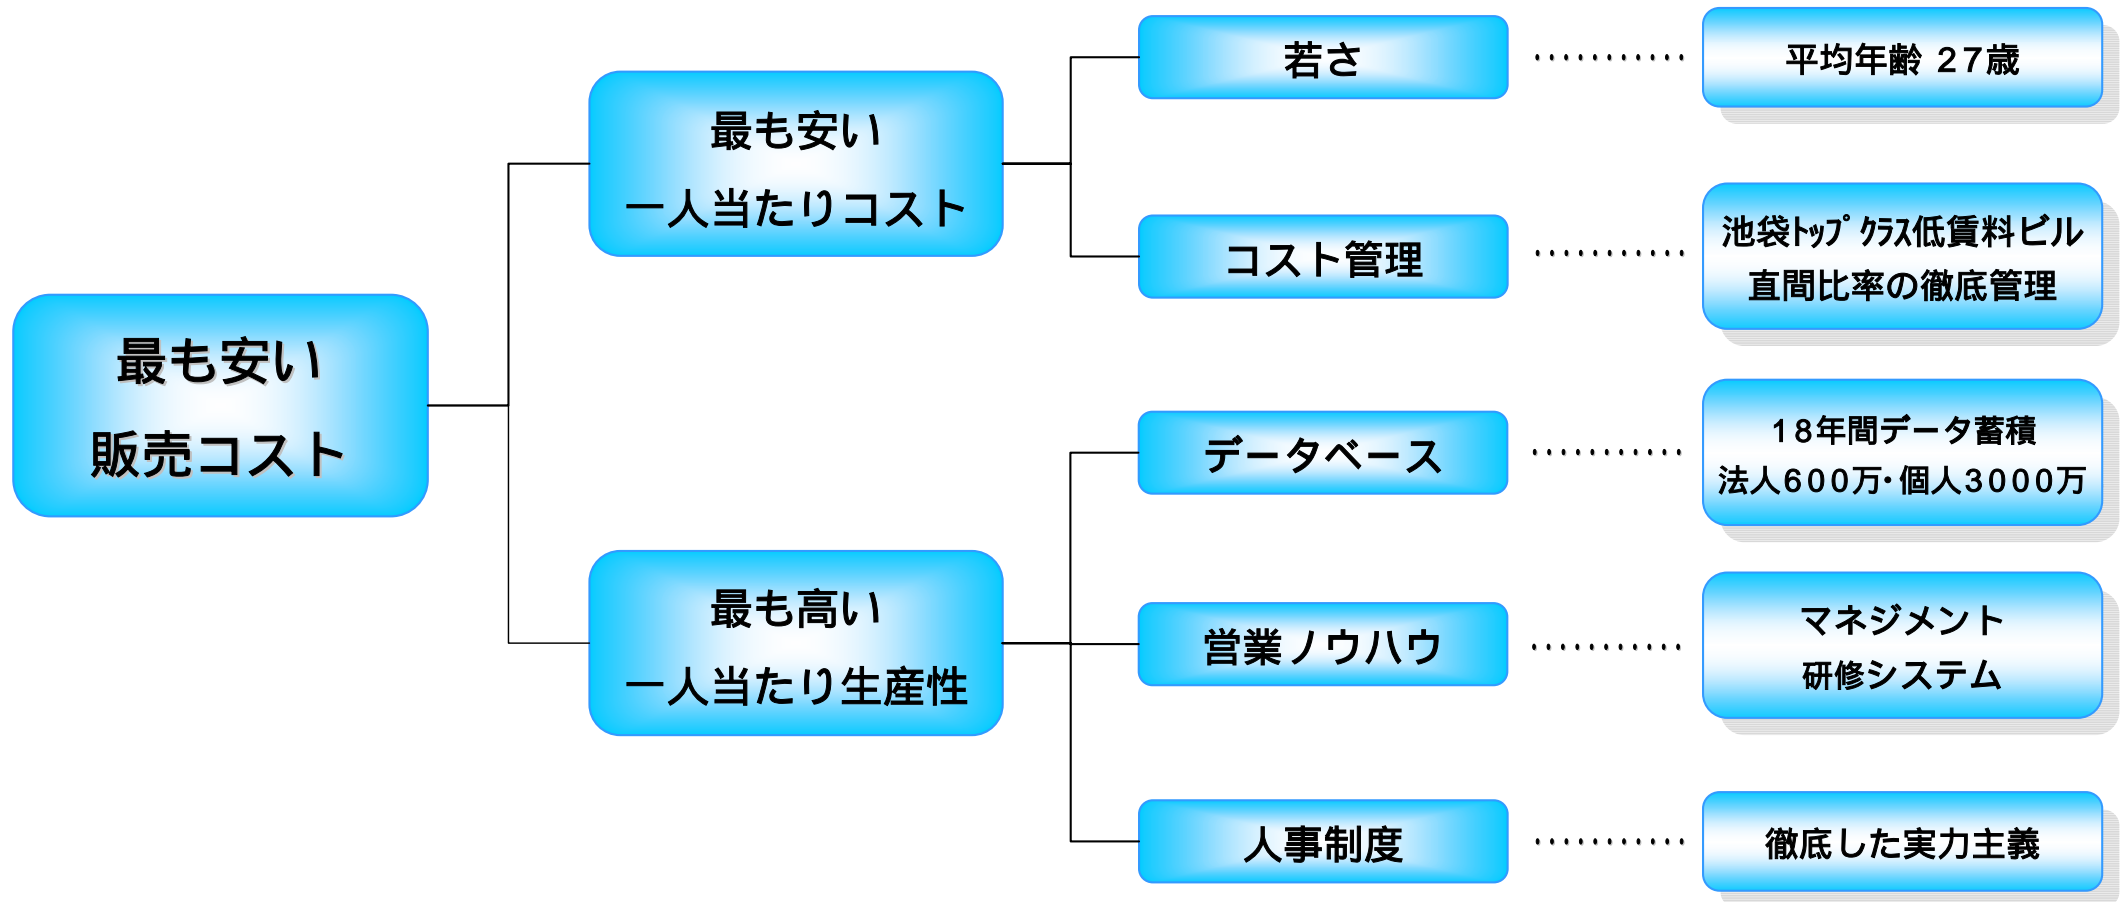 最も安い
販売コスト
最も安い
一人当たりコスト
最も高い
一人当たり生産性
若さ
コスト管理
データベース
営業ノウハウ
人事制度
平均年齢 27歳
池袋ﾄｯﾌﾟｸﾗｽ低賃料ビル
直間比率の徹底管理
18年間データ蓄積
法人600万・個人3000万
マネジメント
研修システム
徹底した実力主義